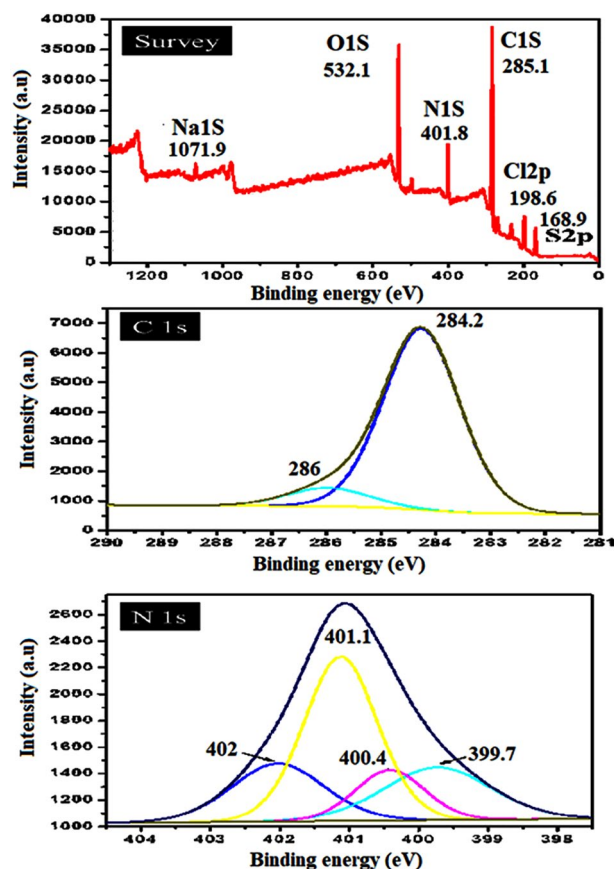 Survey
O1S
532.1
C1S
285.1
N1S
401.8
Na1S
1071.9
Cl2p
198.6
168.9
S2p
Intensity (a.u)
40000
35000
30000
25000
20000
15000
10000
5000
0
1200 1000 800 600 400 200 0
Binding energy (eV)
C 1s
284.2
286
Intensity (a.u)
7000
6000
5000
4000
3000
2000
1000
0
290 289 288 287 286 285 284 283 282 281
Binding energy (eV)
N 1s
401.1
402
400.4
399.7
Intensity (a.u)
2600
2400
2200
2000
1800
1600
1400
1200
1000
404 403 402 401 400 399 398
Binding energy (eV)